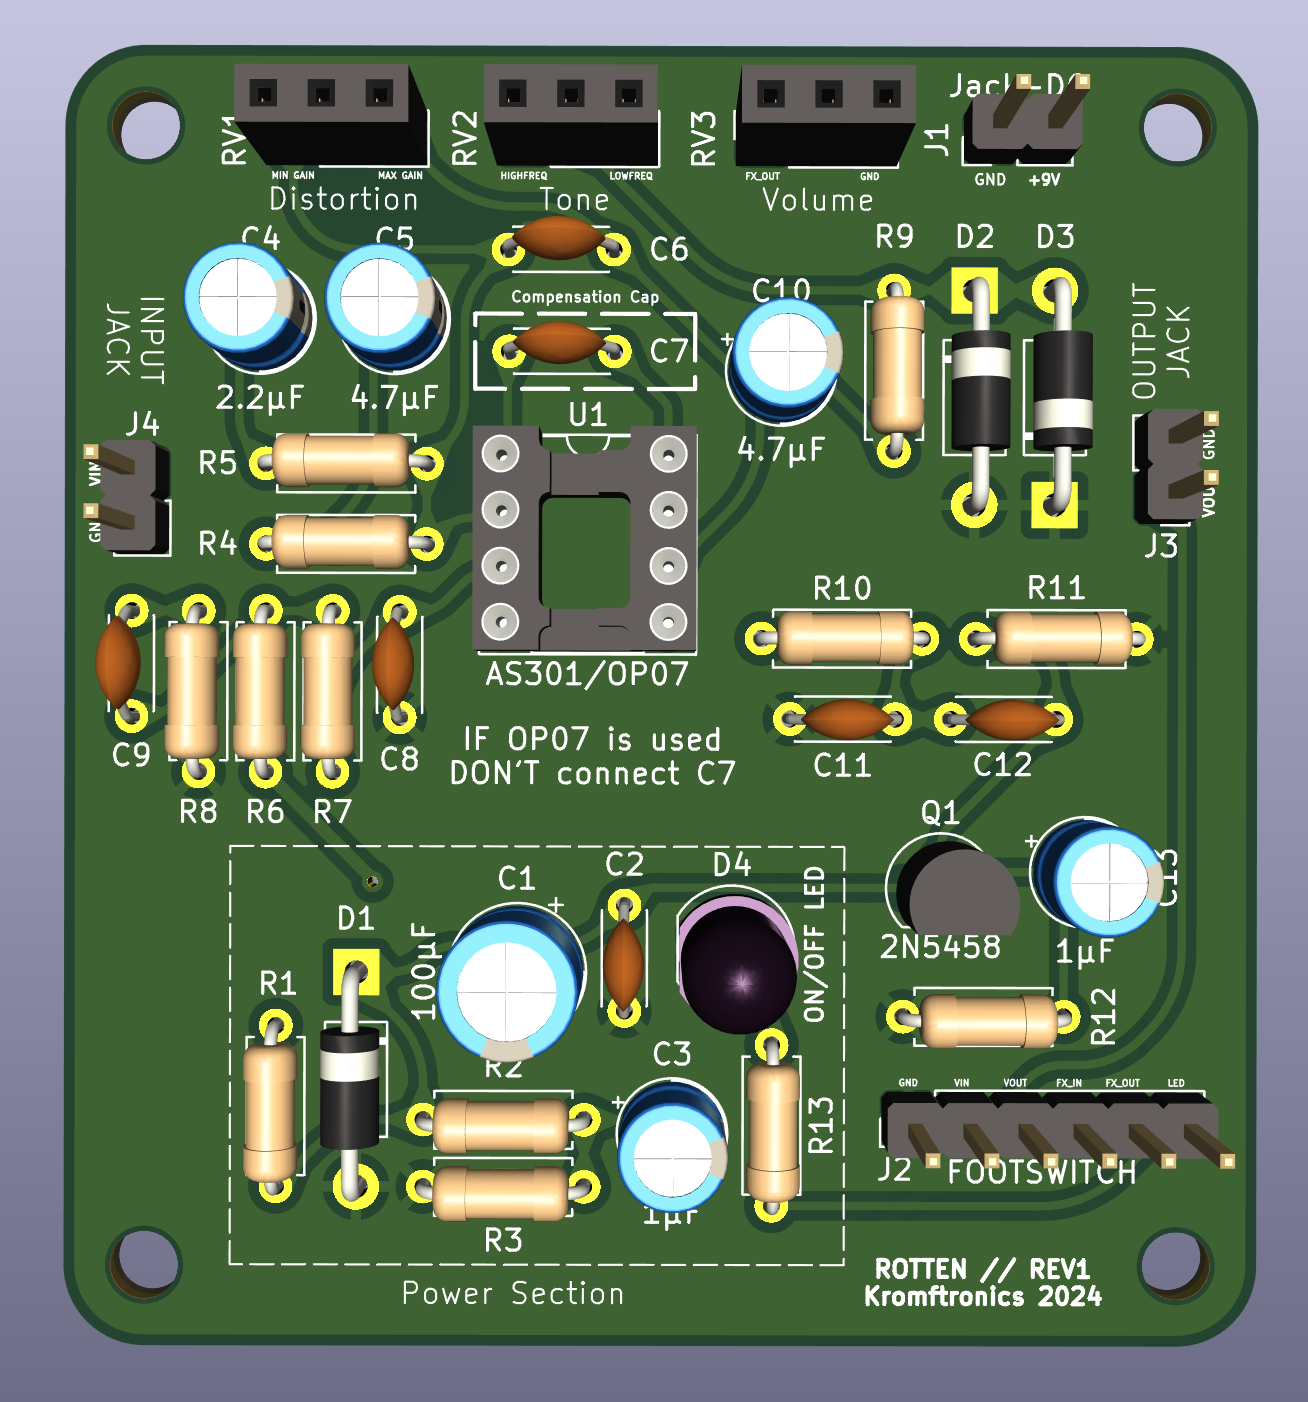 Jack-D
RV1
RV2
RV3
J1
MIN GAIN
MAX GAIN
HIGHFREQ
LOWFREQ
FX_OUT
GND
GND
+9V
Distortion
Tone
Volume
C4
C5
C6
R9
D2
D3
INPUT
JACK
Compensation Cap
C10
OUTPUT
JACK
C7
+
2.2µF
4.7µF
U1
J4
4.7µF
GND
VIN
R5
VOUT
GN
R4
J3
R10
R11
AS301/OP07
C9
C8
IF OP07 is used
DON'T connect C7
C11
C12
R8
R6
R7
Q1
+
C13
C1
C2
D4
+
D1
ON/OFF LED
100µF
2N5458
1µF
R1
R12
R2
C3
GND
VIN
VOUT
FX_IN
FX_OUT
LED
+
R13
J2
FOOTSWITCH
1µF
R3
ROTTEN // REV1
Kromftronics 2024
Power Section